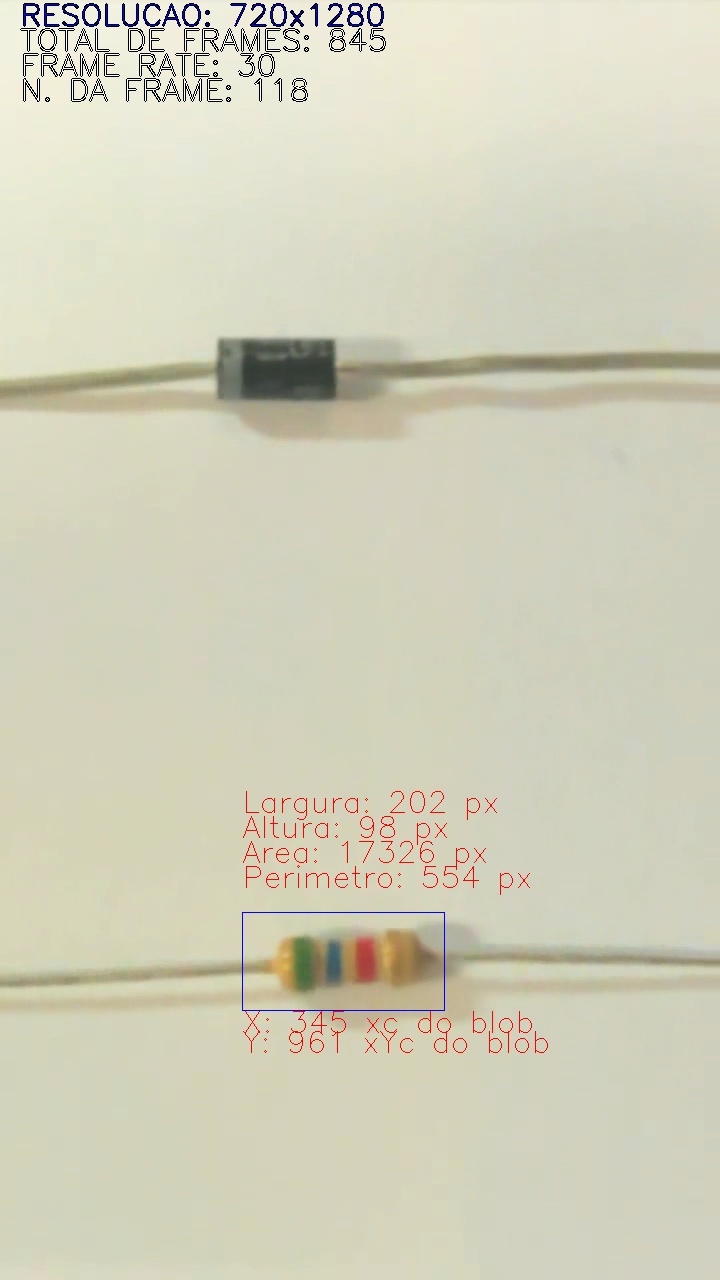 RESOLUCAO: 720x1280
TOTAL DE FRAMES: 845
FRAME RATE: 30
N. DA FRAME: 118
Largura: 202 px
Altura: 98 px
Area: 17326 px
Perimetro: 554 px
X: 345 xc do blob
Y: 961 xYc do blob